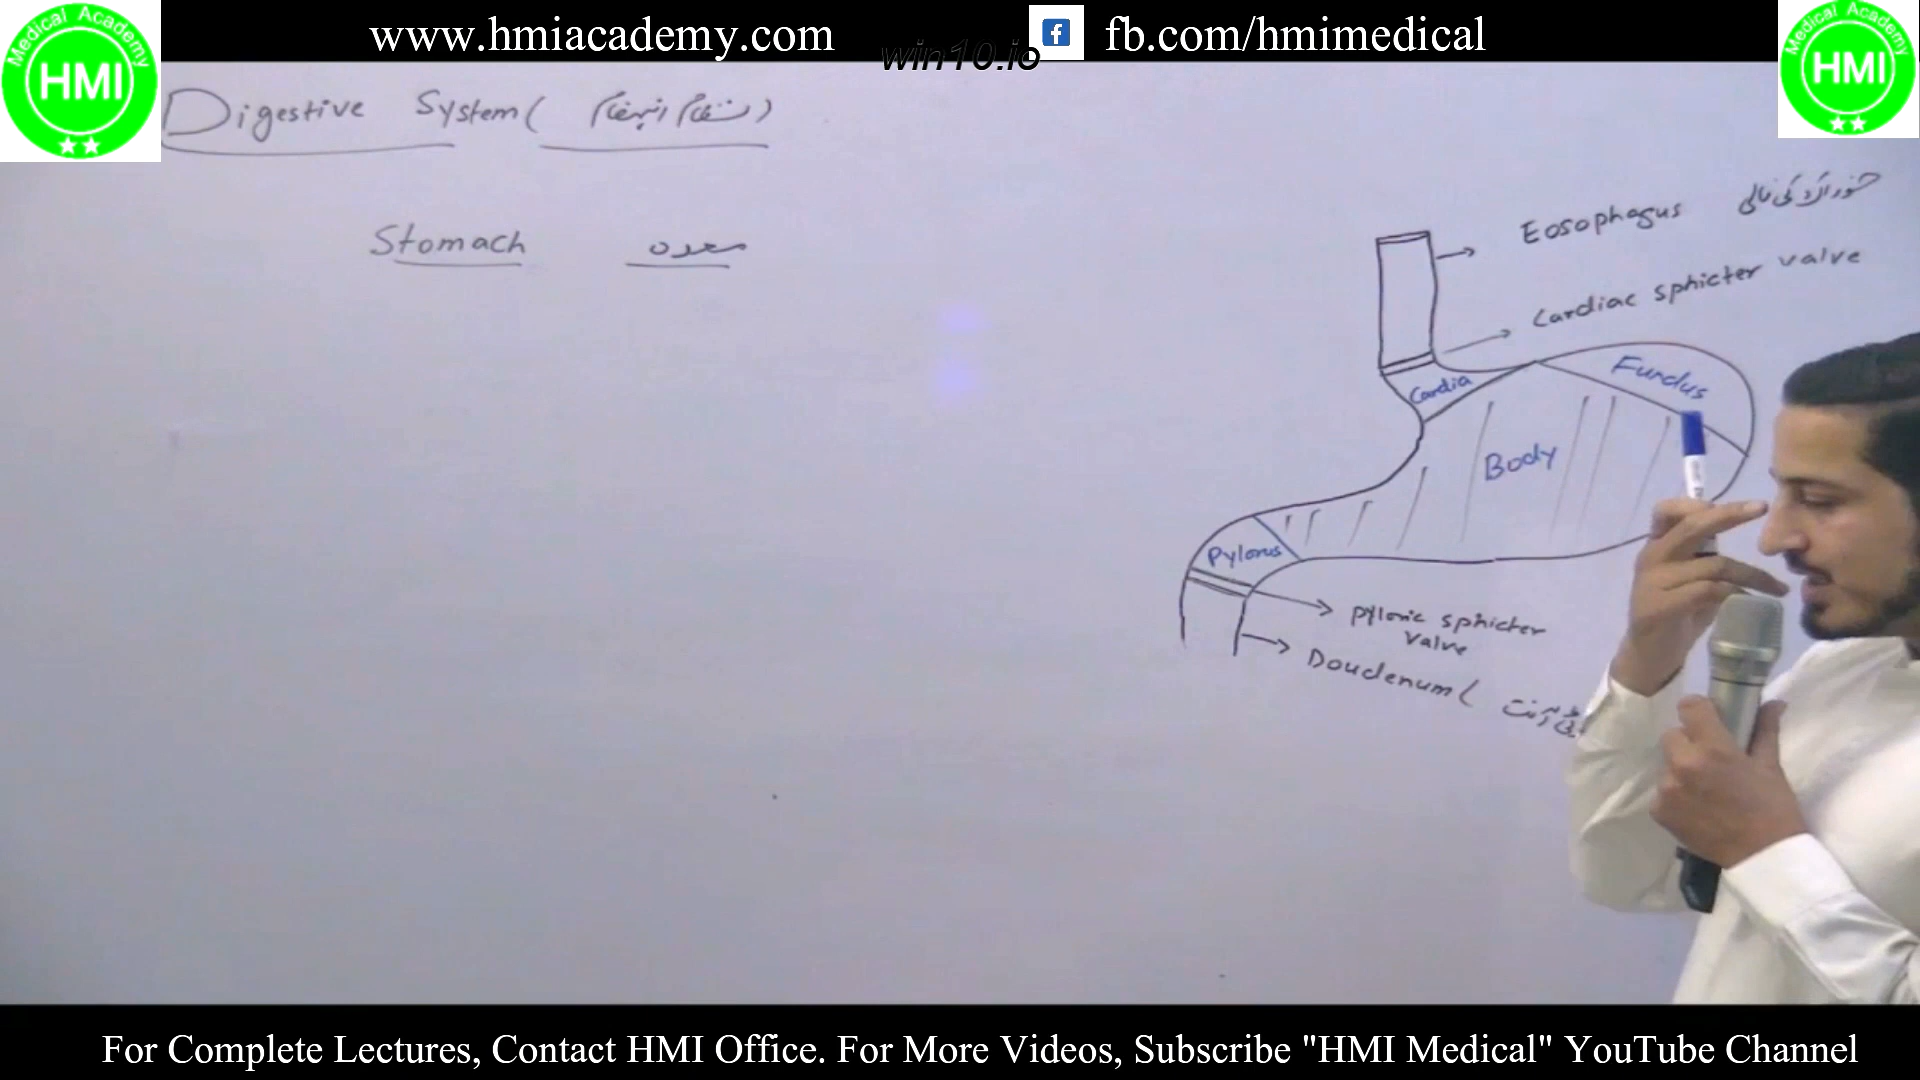 Medical Academy
HMI
www.hmiacademy.com
fb.com/hmimedical
win10.io
Medical Academy
HMI
Digestive System ( نظام انہضام )
Stomach معدہ
Eosophagus خوراک کی نالی
Cardiac sphicter valve
Cardia
Fundus
Body
Pylorus
Pyloric sphicter
valve
Doudenum (
For Complete Lectures, Contact HMI Office. For More Videos, Subscribe "HMI Medical" YouTube Channel